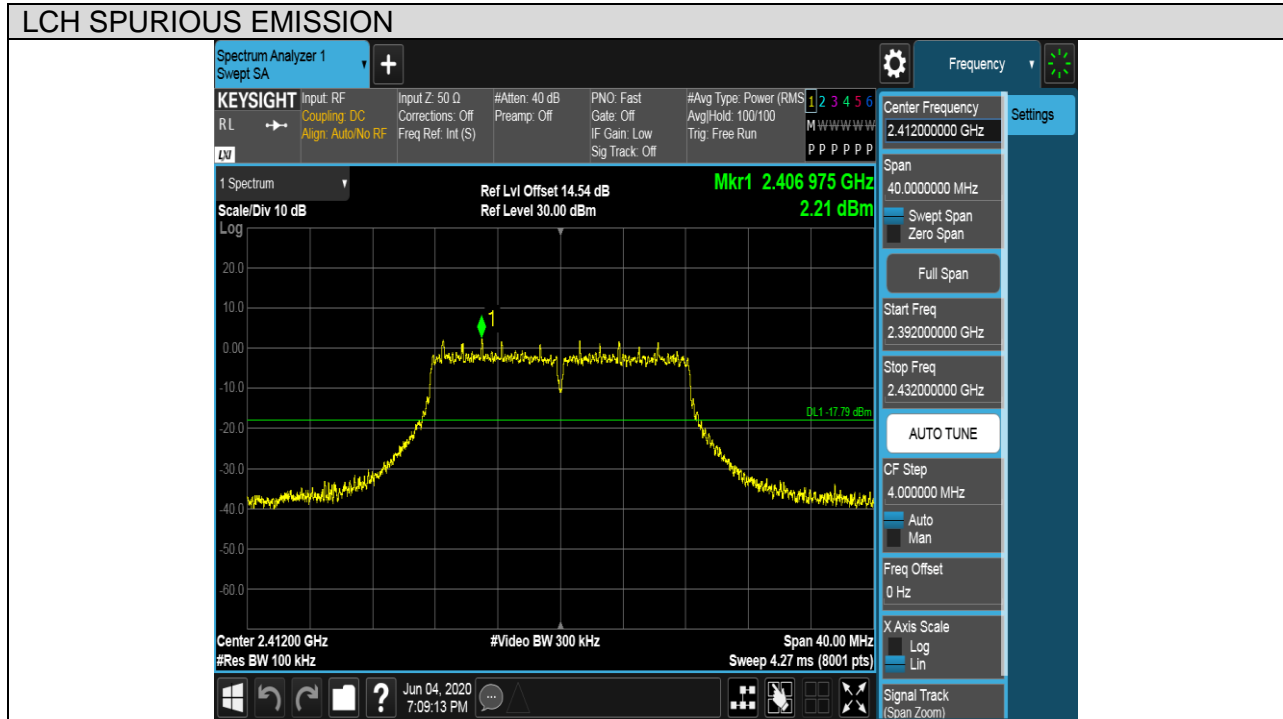 LCH SPURIOUS EMISSION
Spectrum Analyzer 1
Swept SA
Frequency
KEYSIGHT
RL
LXI
Input: RF
Coupling: DC
Align: Auto/No RF
Input Z: 50 Ω
Corrections: Off
Freq Ref: Int (S)
#Atten: 40 dB
Preamp: Off
PNO: Fast
Gate: Off
IF Gain: Low
Sig Track: Off
#Avg Type: Power (RMS
Avg|Hold: 100/100
Trig: Free Run
1 2 3 4 5 6
M W W W W W
P P P P P P
1 Spectrum
Scale/Div 10 dB
Ref Lvl Offset 14.54 dB
Ref Level 30.00 dBm
Mkr1 2.406 975 GHz
2.21 dBm
Log
20.0
10.0
0.00
-10.0
-20.0
-30.0
-40.0
-50.0
-60.0
1
DL1 -17.79 dBm
Center 2.41200 GHz
#Res BW 100 kHz
#Video BW 300 kHz
Span 40.00 MHz
Sweep 4.27 ms (8001 pts)
Jun 04, 2020
7:09:13 PM
Center Frequency
2.412000000 GHz
Settings
Span
40.0000000 MHz
Swept Span
Zero Span
Full Span
Start Freq
2.392000000 GHz
Stop Freq
2.432000000 GHz
AUTO TUNE
CF Step
4.000000 MHz
Auto
Man
Freq Offset
0 Hz
X Axis Scale
Log
Lin
Signal Track
(Span Zoom)